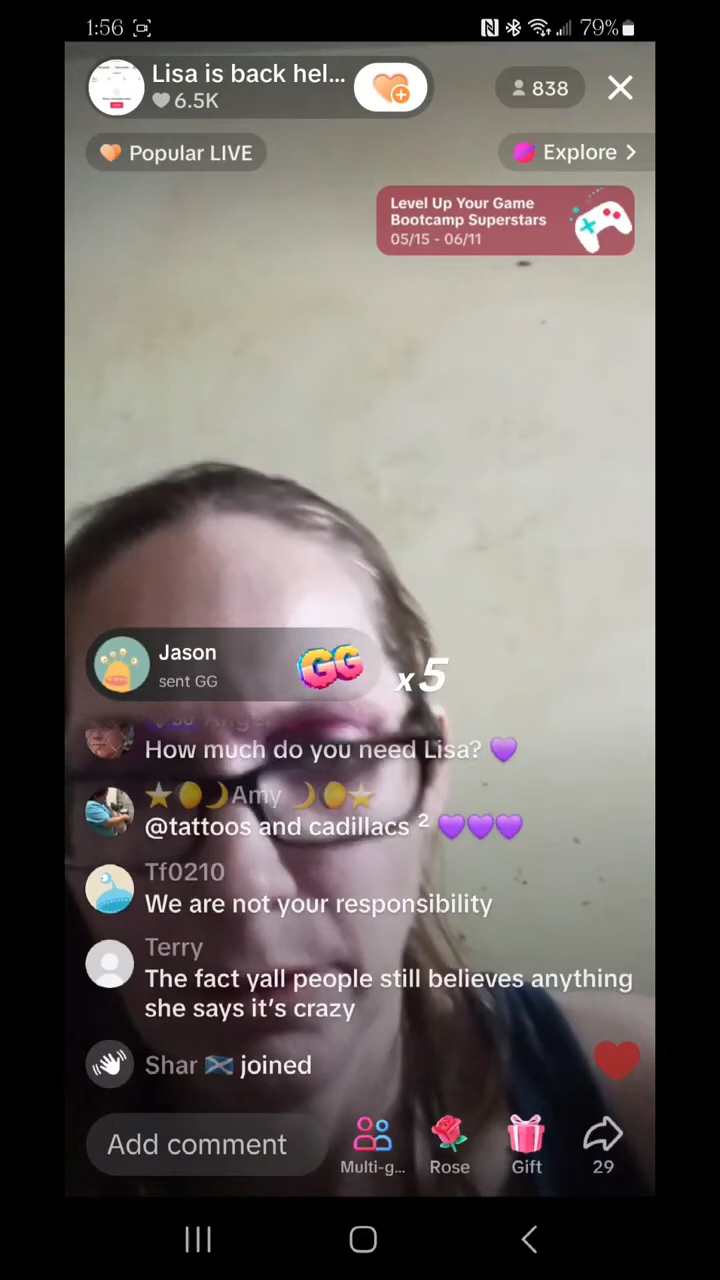 1:56
79%
Lisa is back hel...
6.5K
838
Popular LIVE
Explore
Level Up Your Game
Bootcamp Superstars
05/15 - 06/11
Jason
sent GG
GG
x5
How much do you need Lisa? 💜
⭐🌖🌙Amy🌙🌖⭐
@tattoos and cadillacs ² 💜💜💜
Tf0210
We are not your responsibility
Terry
The fact yall people still believes anything
she says it's crazy
Shar 🏴󠁧󠁢󠁳󠁣󠁴󠁿 joined
Add comment
Multi-g...
Rose
Gift
29